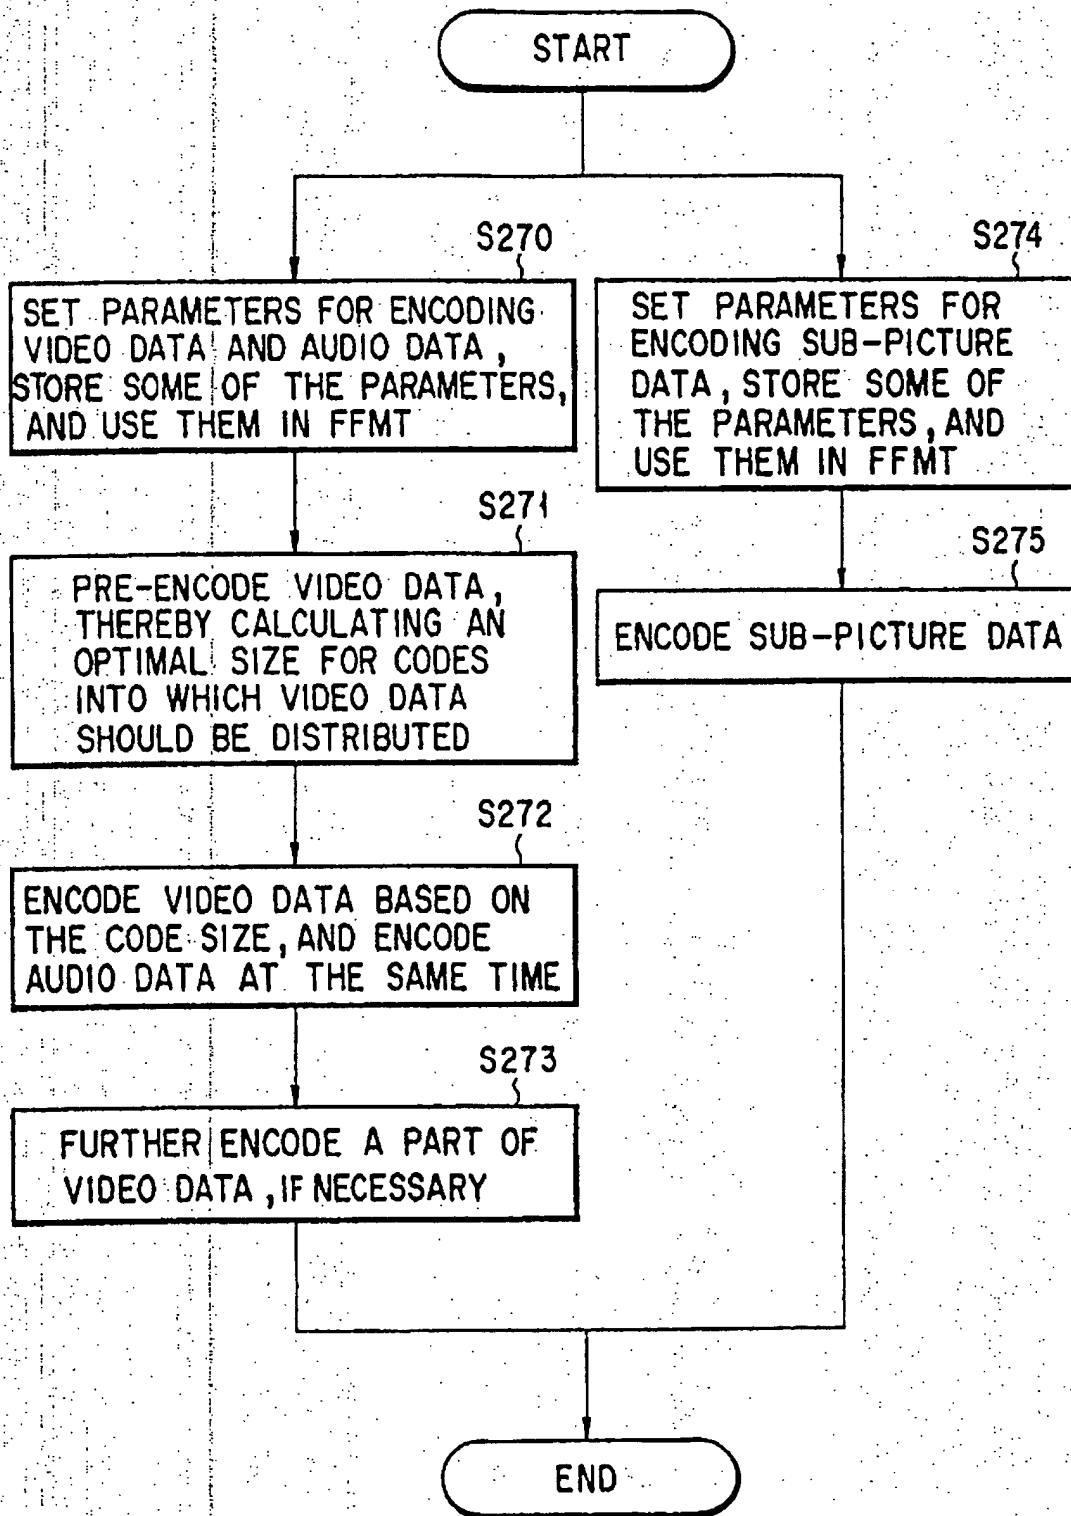 START
S270
SET PARAMETERS FOR ENCODING
VIDEO DATA AND AUDIO DATA,
STORE SOME OF THE PARAMETERS,
AND USE THEM IN FFMT
S271
PRE-ENCODE VIDEO DATA,
THEREBY CALCULATING AN
OPTIMAL SIZE FOR CODES
INTO WHICH VIDEO DATA
SHOULD BE DISTRIBUTED
S272
ENCODE VIDEO DATA BASED ON
THE CODE SIZE, AND ENCODE
AUDIO DATA AT THE SAME TIME
S273
FURTHER ENCODE A PART OF
VIDEO DATA, IF NECESSARY
S274
SET PARAMETERS FOR
ENCODING SUB-PICTURE
DATA, STORE SOME OF
THE PARAMETERS, AND
USE THEM IN FFMT
S275
ENCODE SUB-PICTURE DATA
END